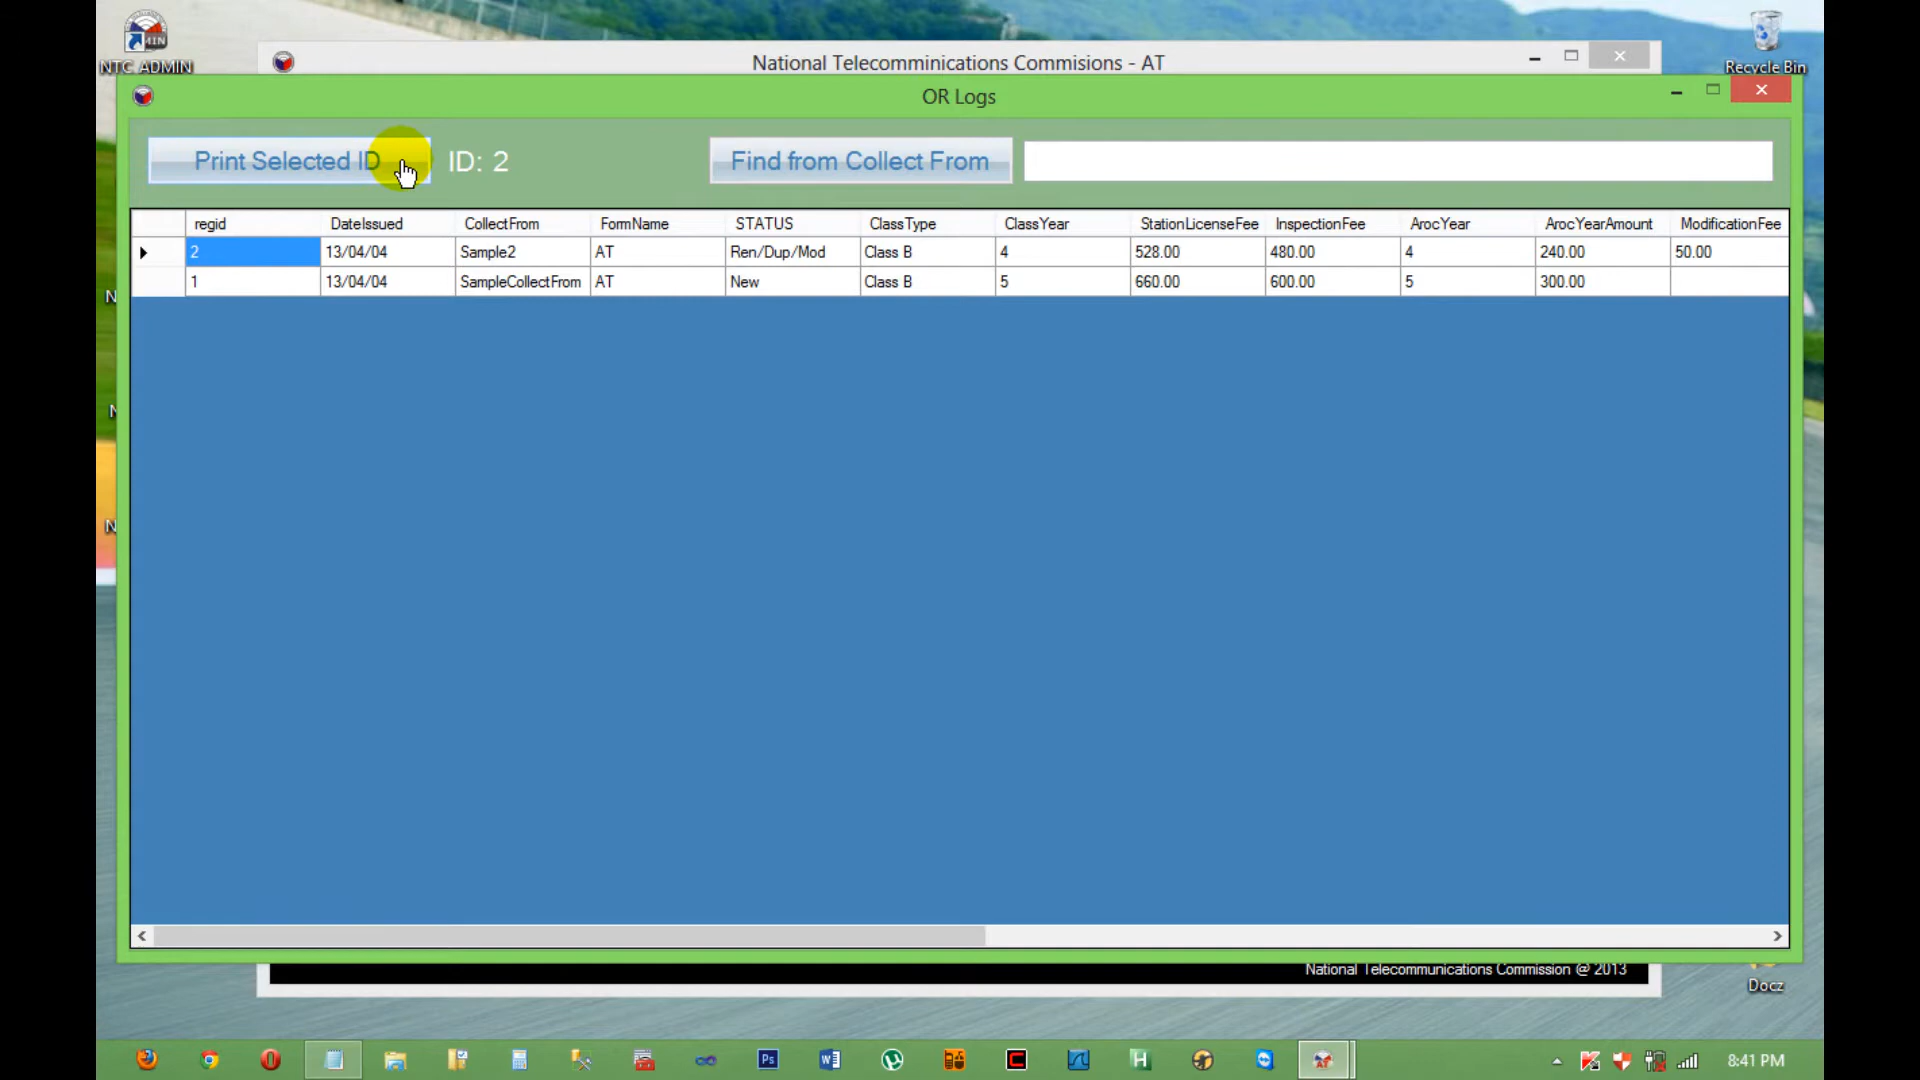 MIN
NTC ADMIN
National Telecomminications Commisions - AT
Recycle Bin
OR Logs
Print Selected ID
ID: 2
Find from Collect From
regid DateIssued CollectFrom FormName STATUS ClassType ClassYear StationLicenseFee InspectionFee ArocYear ArocYearAmount ModificationFee
2 13/04/04 Sample2 AT Ren/Dup/Mod Class B 4 528.00 480.00 4 240.00 50.00
1 13/04/04 SampleCollectFrom AT New Class B 5 660.00 600.00 5 300.00
N
N
N
National Telecommunications Commission @ 2013
Docz
Ps
W
H
8:41 PM